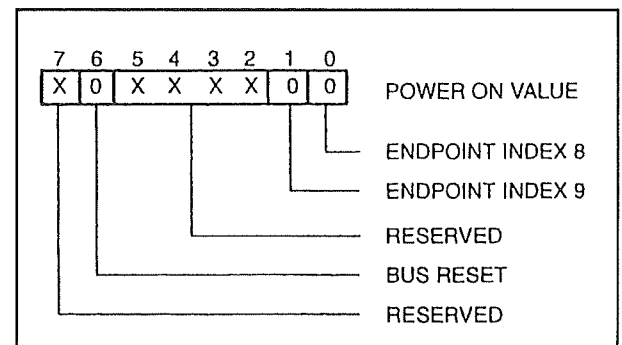 7 6 5 4 3 2 1 0
X 0 X X X X 0 0 POWER ON VALUE
ENDPOINT INDEX 8
ENDPOINT INDEX 9
RESERVED
BUS RESET
RESERVED